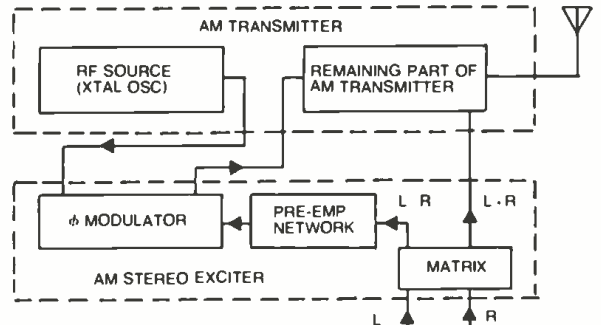 AM TRANSMITTER
RF SOURCE
(XTAL OSC)
REMAINING PART OF
AM TRANSMITTER
L R
L·R
ϕ MODULATOR
PRE-EMP
NETWORK
MATRIX
AM STEREO EXCITER
L
R